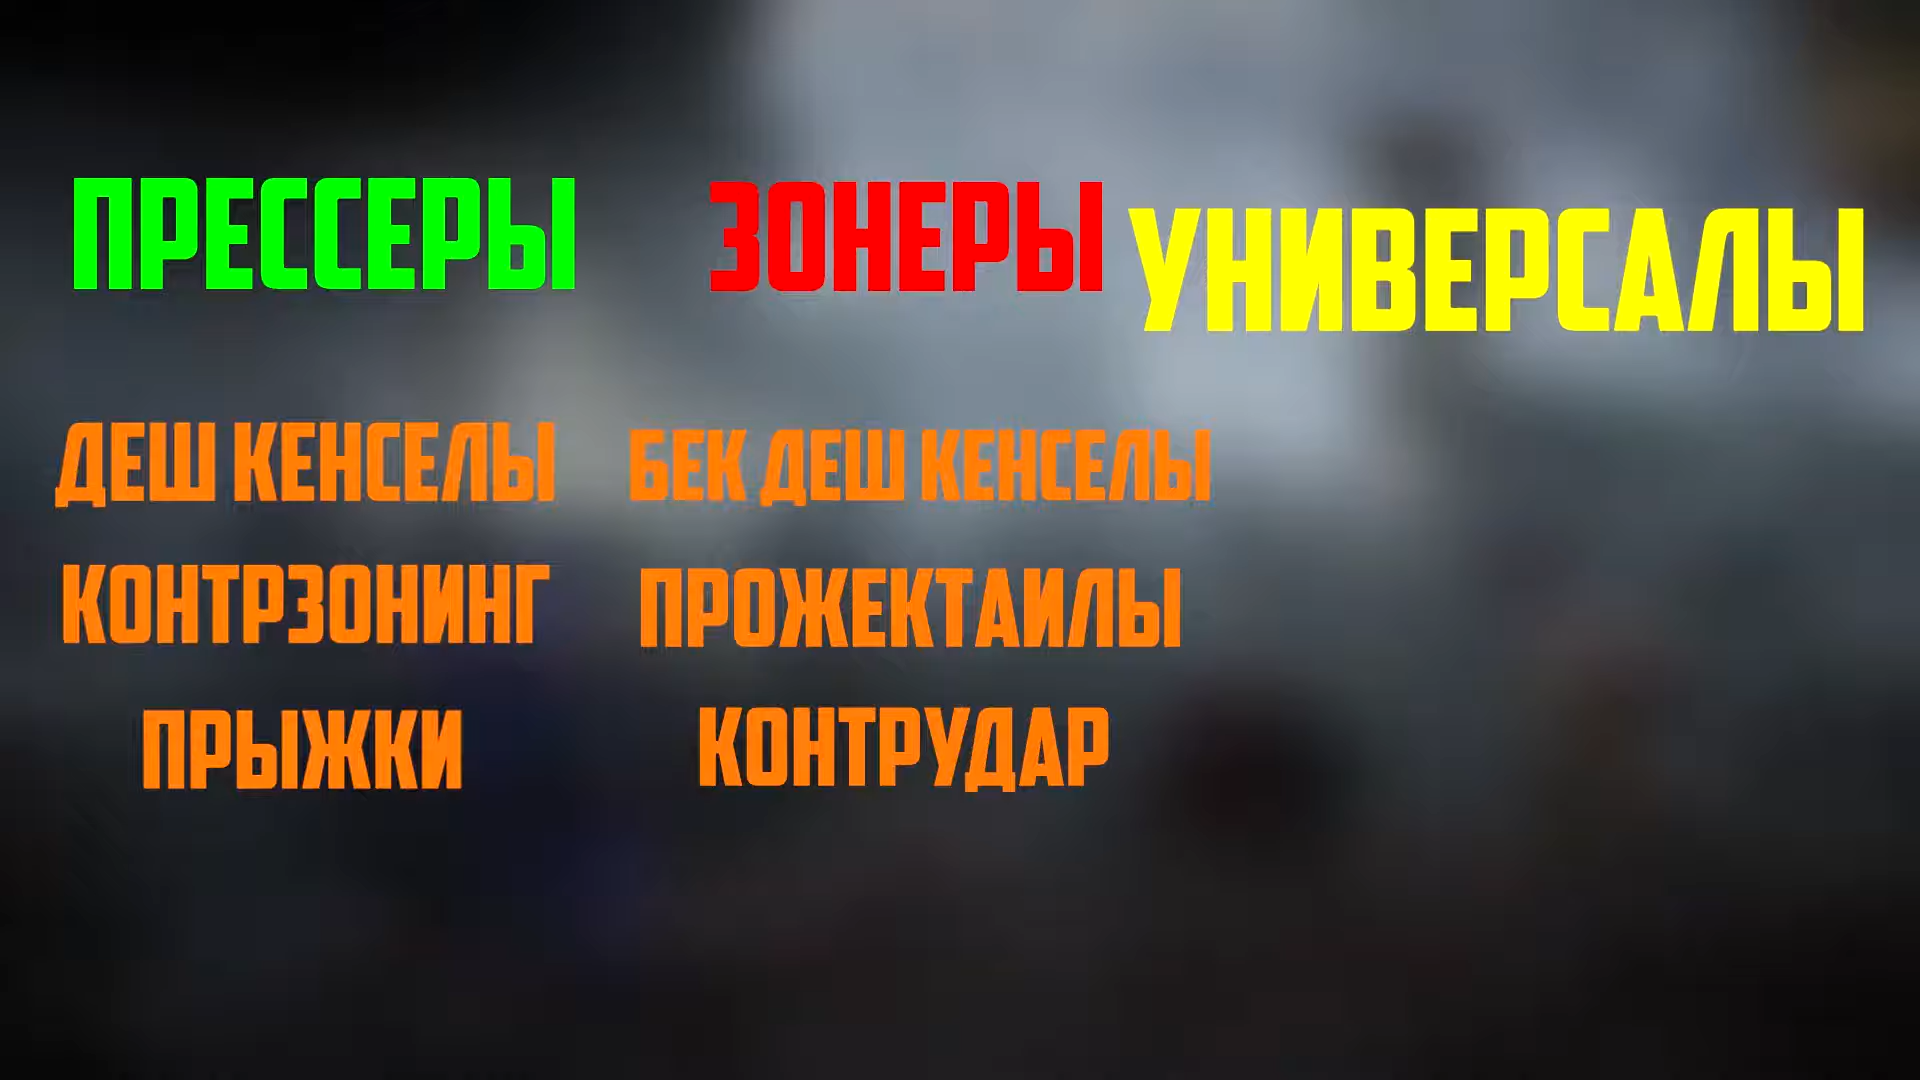 ПРЕССЕРЫ
ЗОНЕРЫ
УНИВЕРСАЛЫ
ДЕШ КЕНСЕЛЫ
БЕК ДЕШ КЕНСЕЛЫ
КОНТРЗОНИНГ
ПРОЖЕКТАИЛЫ
ПРЫЖКИ
КОНТРУДАР